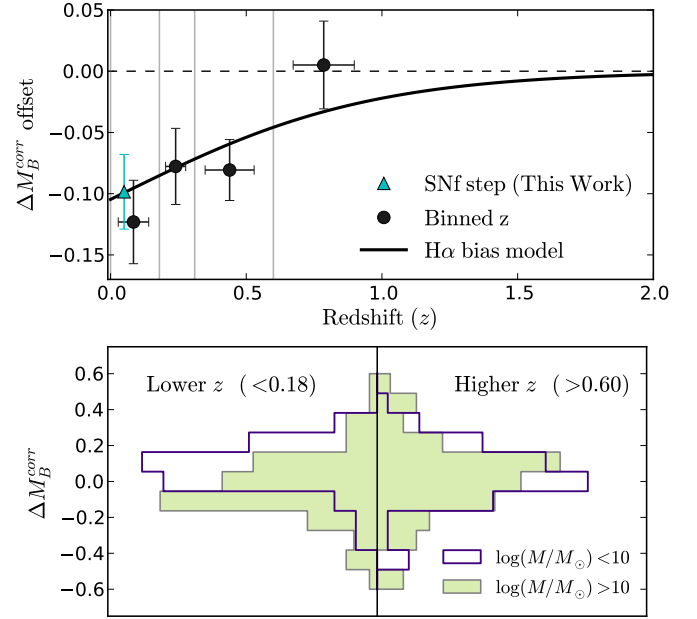 0.05
0.00
−0.05
−0.10
−0.15
ΔM_B^{corr} offset
SNf step (This Work)
Binned z
Hα bias model
0.0 0.5 1.0 1.5 2.0
Redshift (z)
0.6
0.4
0.2
0.0
−0.2
−0.4
−0.6
ΔM_B^{corr}
Lower z (<0.18) Higher z (>0.60)
log(M/M_⊙) <10
log(M/M_⊙) >10